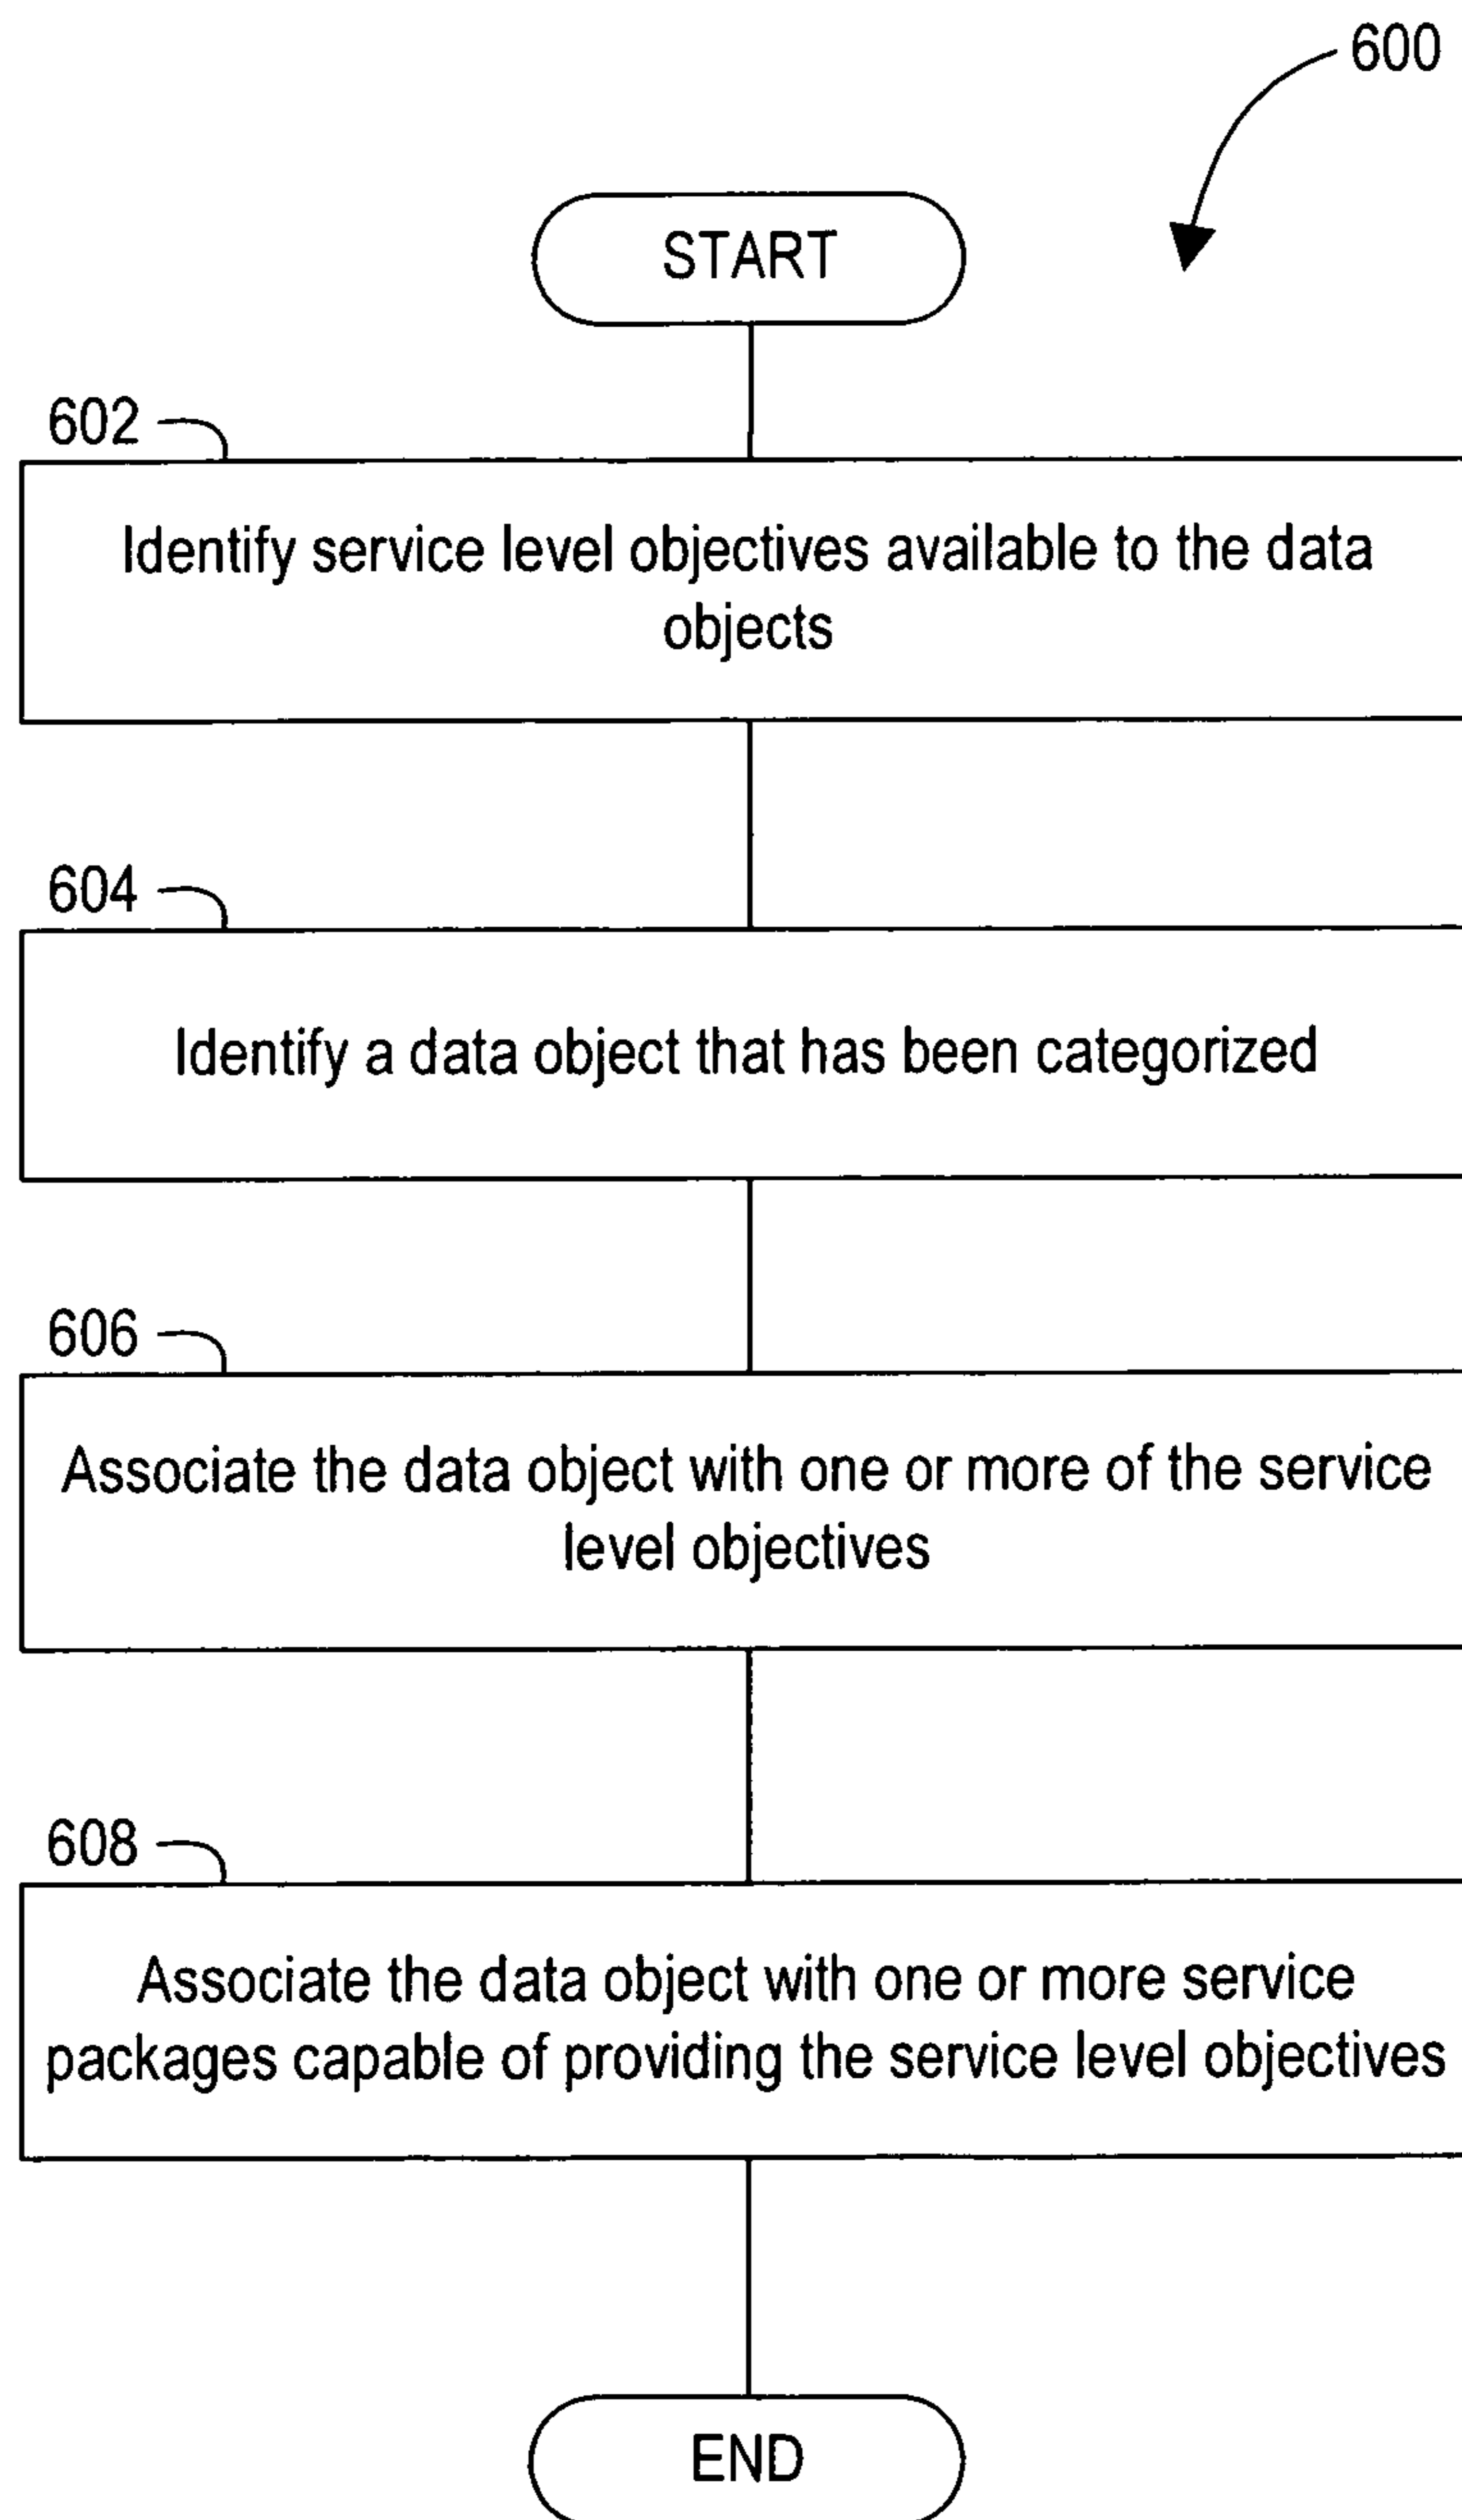 600
START
602
Identify service level objectives available to the data
objects
604
Identify a data object that has been categorized
606
Associate the data object with one or more of the service
level objectives
608
Associate the data object with one or more service
packages capable of providing the service level objectives
END